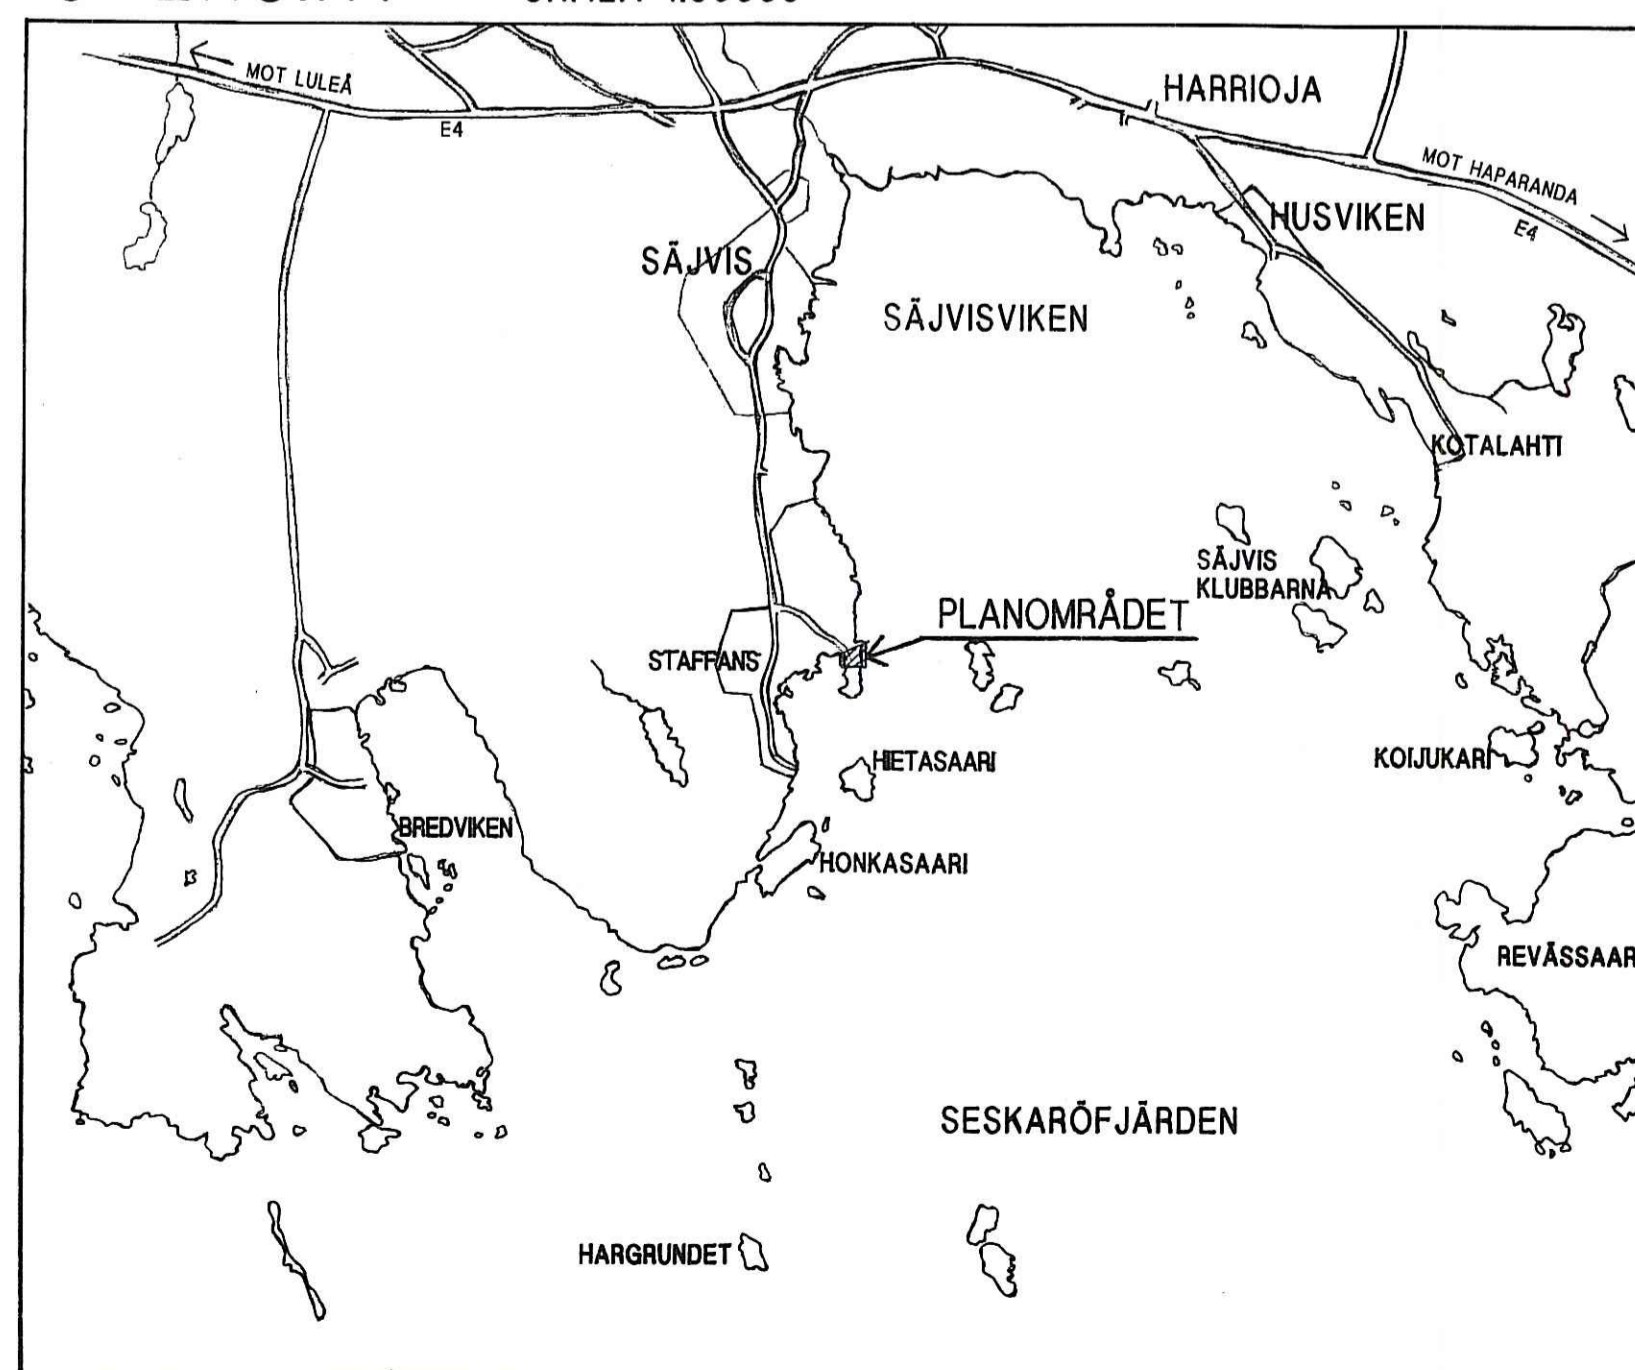 MOT LULEÅ
E4
HARRIOJA
MOT HAPARANDA
E4
HUSVIKEN
SÄJVIS
SÄJVISVIKEN
KOTALAHTI
SÄJVIS
KLUBBARNA
PLANOMRÅDET
STAFFANS
KOIJUKARI
HIETASAARI
BREDVIKEN
HONKASAARI
REVÄSSAAR
SESKARÖFJÄRDEN
HARGRUNDET